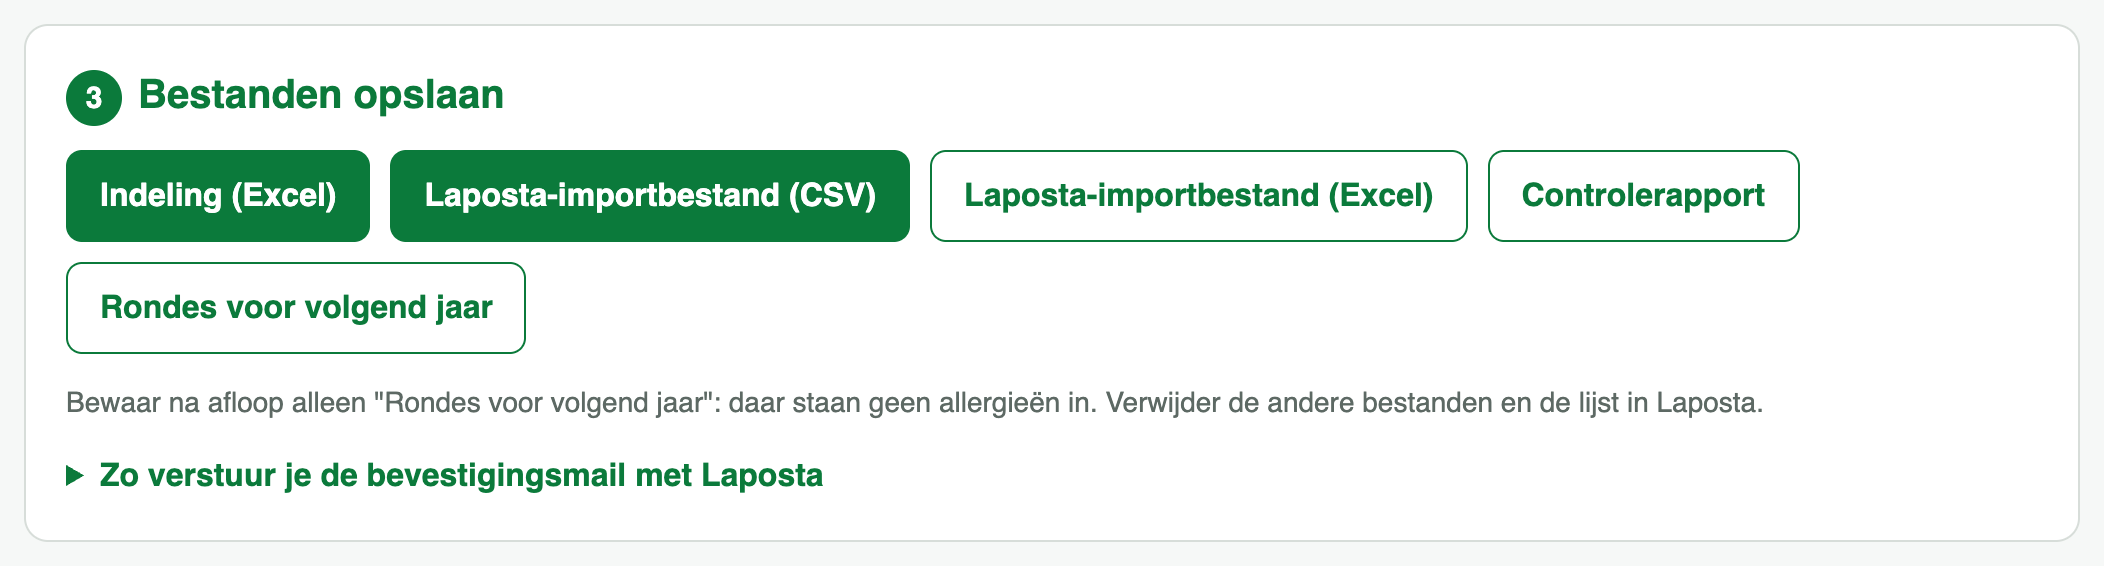 3 Bestanden opslaan
Indeling (Excel) Laposta-importbestand (CSV) Laposta-importbestand (Excel) Controlerapport
Rondes voor volgend jaar
Bewaar na afloop alleen "Rondes voor volgend jaar": daar staan geen allergieën in. Verwijder de andere bestanden en de lijst in Laposta.
Zo verstuur je de bevestigingsmail met Laposta